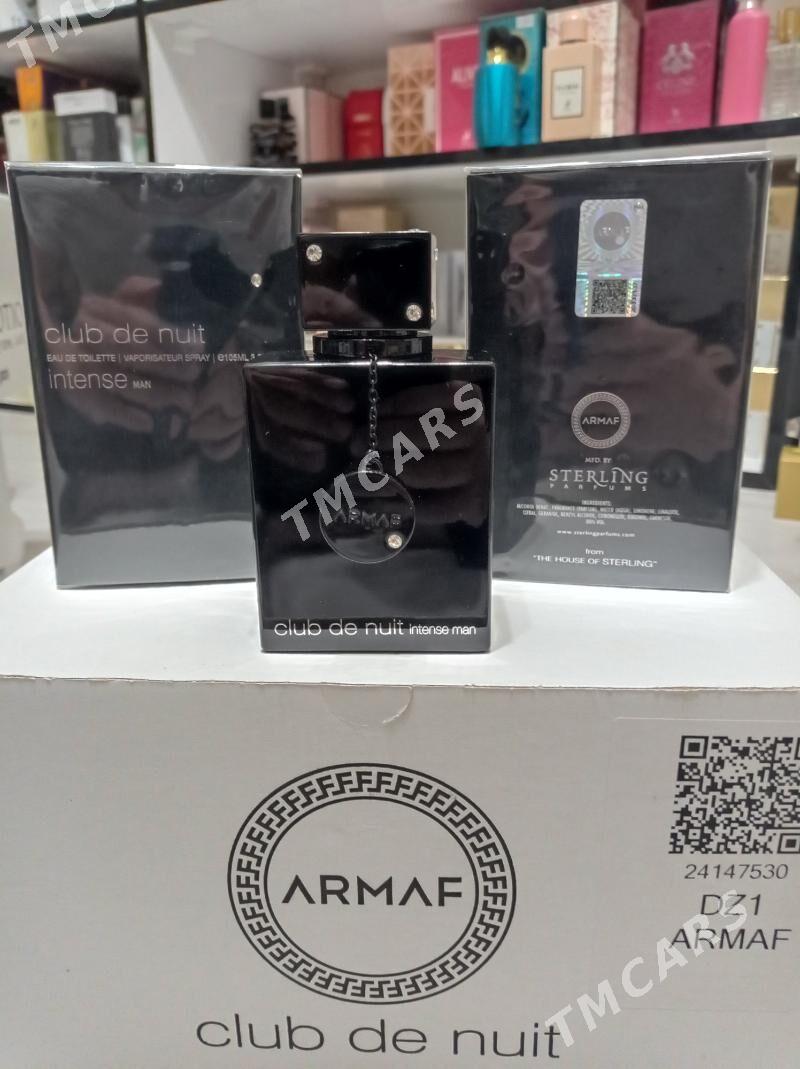 TMCARS
club de nuit
EAU DE TOILETTE | VAPORISATEUR SPRAY | e105ML
intense MAN
ARMAF
MFD. BY:
STERLING
PARFUMS
INGREDIENTS:
www.sterlingparfums.com
from
"THE HOUSE OF STERLING"
TMCARS
ARMAF
club de nuit intense man
ARMAF
club de nuit
24147530
DZ1
ARMAF
TMCARS